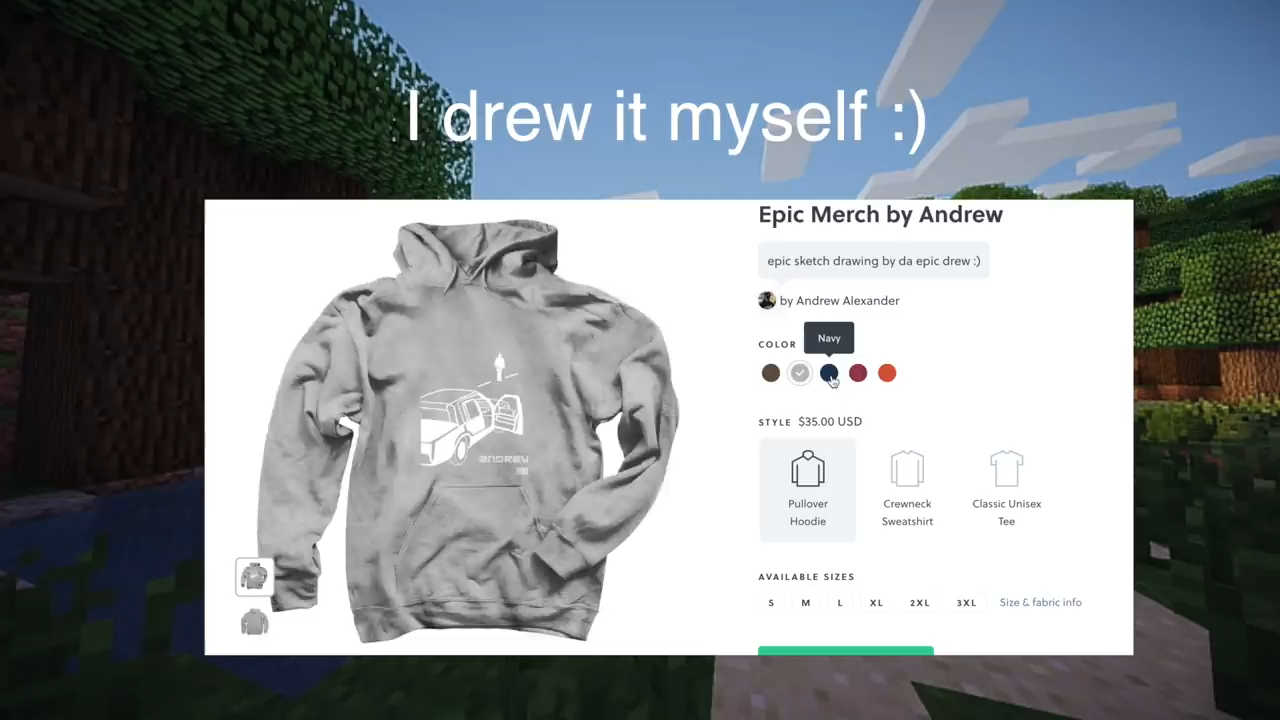 I drew it myself :)
Epic Merch by Andrew
epic sketch drawing by da epic drew :)
by Andrew Alexander
Navy
COLOR
STYLE $35.00 USD
Pullover
Hoodie
Crewneck
Sweatshirt
Classic Unisex
Tee
ANDREW
AVAILABLE SIZES
S M L XL 2XL 3XL Size & fabric info